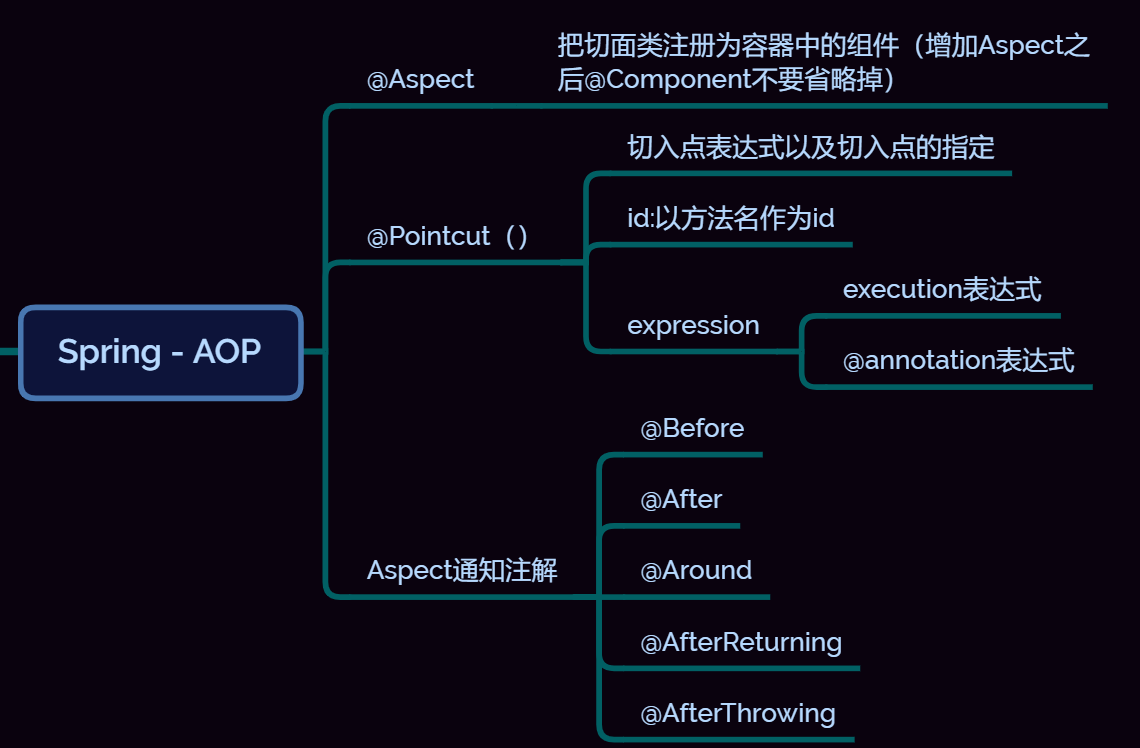 @Aspect
把切面类注册为容器中的组件（增加Aspect之
后@Component不要省略掉）
@Pointcut（）
切入点表达式以及切入点的指定
id:以方法名作为id
expression
execution表达式
@annotation表达式
Spring - AOP
Aspect通知注解
@Before
@After
@Around
@AfterReturning
@AfterThrowing